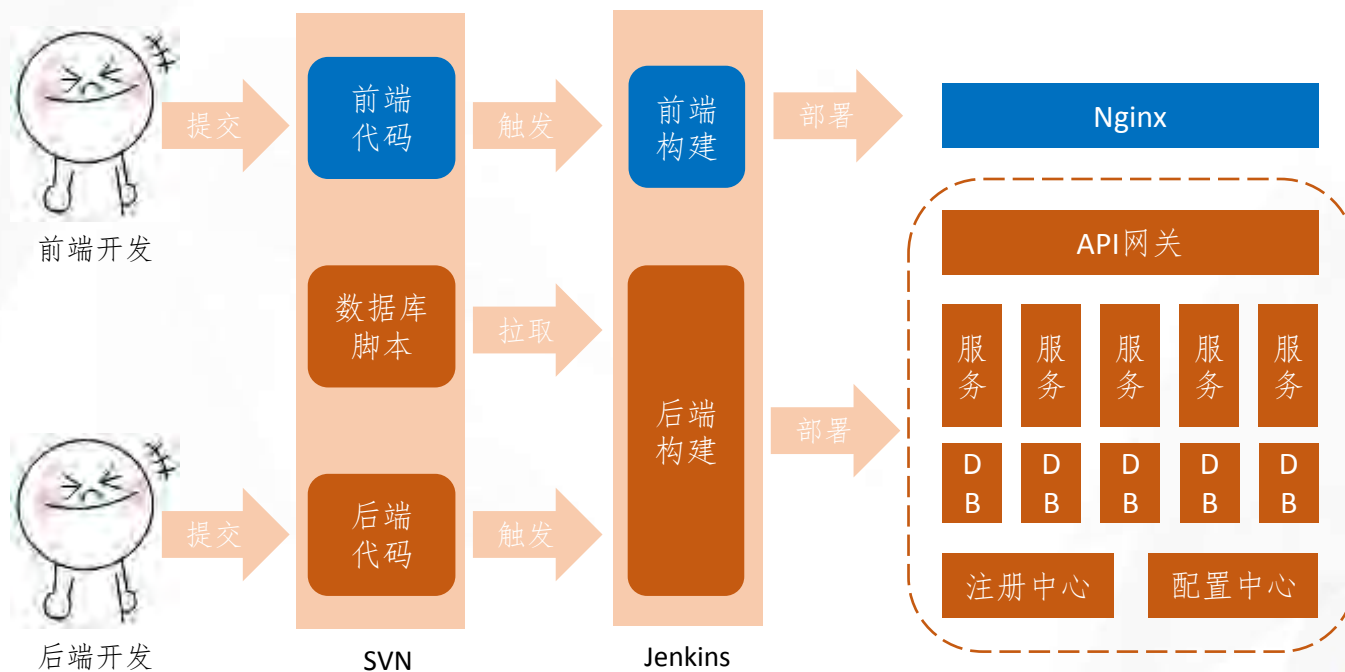 提交
前端
代码
触发
前端
构建
部署
Nginx
前端开发
API网关
数据库
脚本
拉取
后端
构建
部署
服
务
服
务
服
务
服
务
服
务
D
B
D
B
D
B
D
B
D
B
提交
后端
代码
触发
注册中心
配置中心
后端开发
SVN
Jenkins